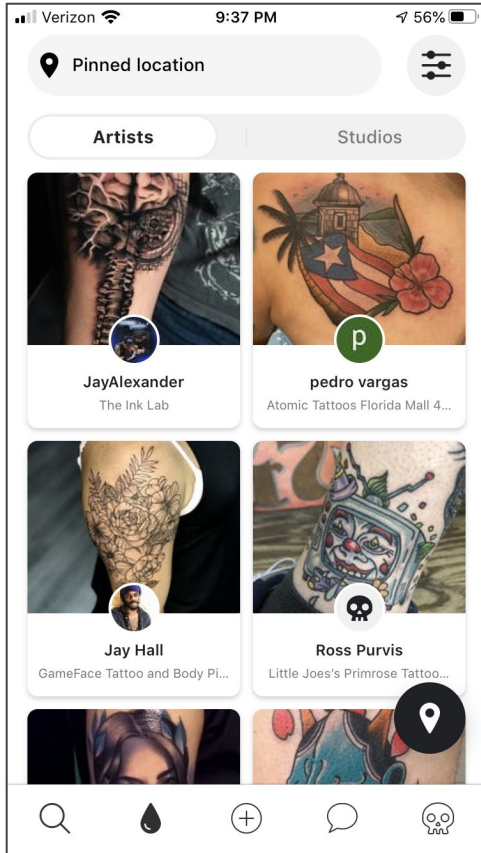 Verizon 9:37 PM 56%
Pinned location
Artists Studios
p
JayAlexander
The Ink Lab
pedro vargas
Atomic Tattoos Florida Mall 4...
Jay Hall
GameFace Tattoo and Body Pi...
Ross Purvis
Little Joes's Primrose Tattoo...